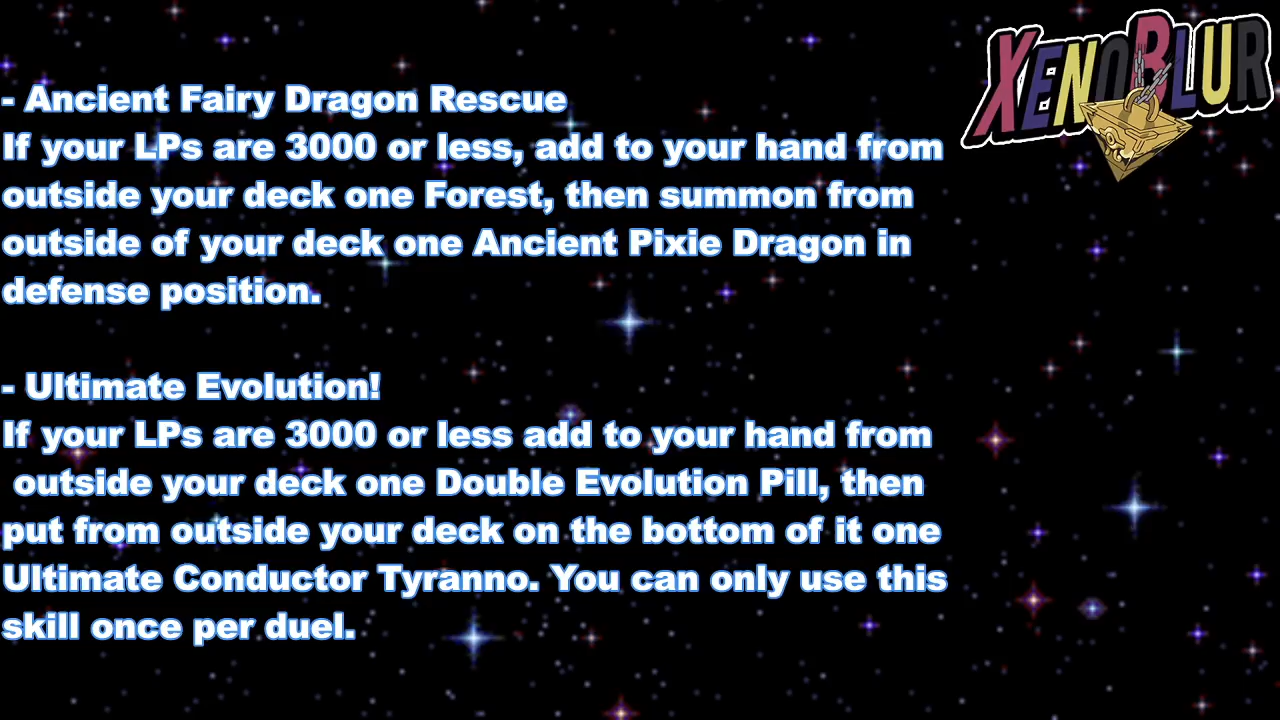 XENOBLUR
- Ancient Fairy Dragon Rescue
If your LPs are 3000 or less, add to your hand from
outside your deck one Forest, then summon from
outside of your deck one Ancient Pixie Dragon in
defense position.
- Ultimate Evolution!
If your LPs are 3000 or less add to your hand from
outside your deck one Double Evolution Pill, then
put from outside your deck on the bottom of it one
Ultimate Conductor Tyranno. You can only use this
skill once per duel.